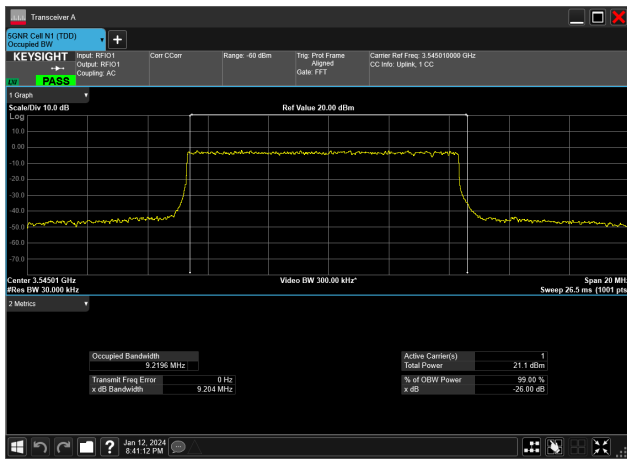 Transceiver A
5GNR Cell N1 (TDD)
Occupied BW
KEYSIGHT
PASS
Input: RFIO1
Output: RFIO1
Coupling: AC
Corr CCorr
Range: -60 dBm
Trig: Prot Frame
Aligned
Gate: FFT
Carrier Ref Freq: 3.545010000 GHz
CC Info: Uplink, 1 CC
1 Graph
Scale/Div 10.0 dB
Ref Value 20.00 dBm
Log
10.0
0.00
-10.0
-20.0
-30.0
-40.0
-50.0
-60.0
-70.0
Center 3.54501 GHz
Video BW 300.00 kHz*
Span 20 MHz
#Res BW 30.000 kHz
Sweep 26.5 ms (1001 pts)
2 Metrics
Occupied Bandwidth
9.2196 MHz
Transmit Freq Error 0 Hz
x dB Bandwidth 9.204 MHz
Active Carrier(s) 1
Total Power 21.1 dBm
% of OBW Power 99.00 %
x dB -26.00 dB
Jan 12, 2024
8:41:12 PM